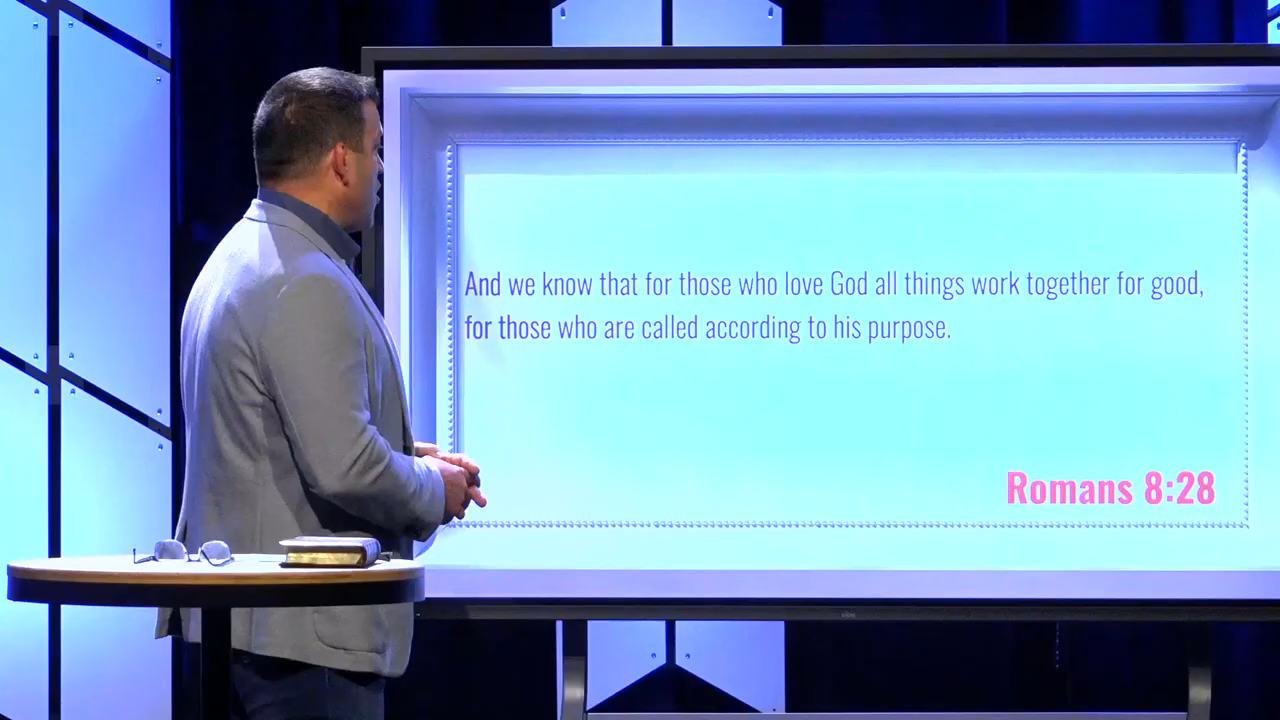 And we know that for those who love God all things work together for good,
for those who are called according to his purpose.
Romans 8:28